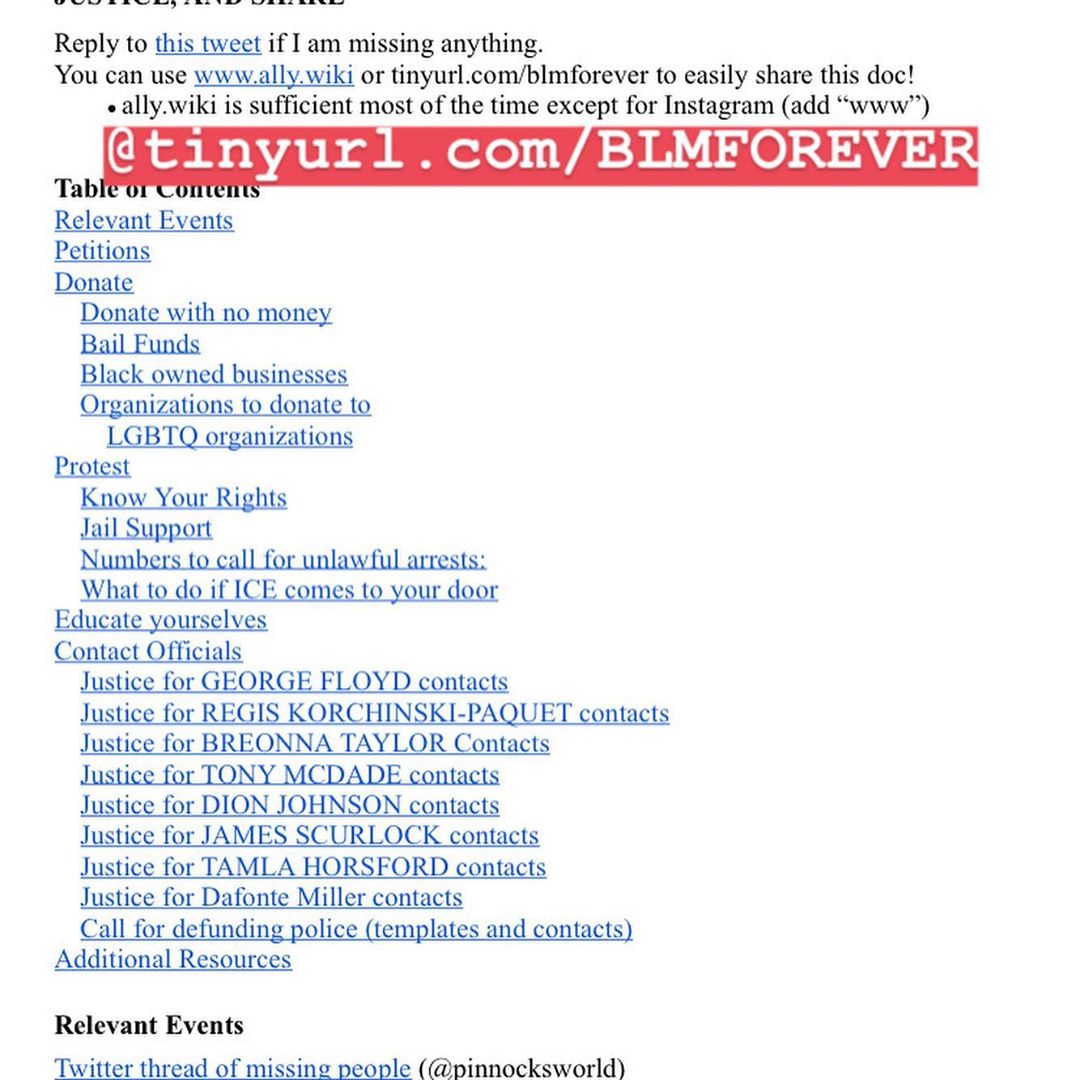 JUSTICE, AND SHARE
Reply to this tweet if I am missing anything.
You can use www.ally.wiki or tinyurl.com/blmforever to easily share this doc!
• ally.wiki is sufficient most of the time except for Instagram (add “www”)
@tinyurl.com/BLMFOREVER
Table of Contents
Relevant Events
Petitions
Donate
Donate with no money
Bail Funds
Black owned businesses
Organizations to donate to
LGBTQ organizations
Protest
Know Your Rights
Jail Support
Numbers to call for unlawful arrests:
What to do if ICE comes to your door
Educate yourselves
Contact Officials
Justice for GEORGE FLOYD contacts
Justice for REGIS KORCHINSKI-PAQUET contacts
Justice for BREONNA TAYLOR Contacts
Justice for TONY MCDADE contacts
Justice for DION JOHNSON contacts
Justice for JAMES SCURLOCK contacts
Justice for TAMLA HORSFORD contacts
Justice for Dafonte Miller contacts
Call for defunding police (templates and contacts)
Additional Resources
Relevant Events
Twitter thread of missing people (@pinnocksworld)